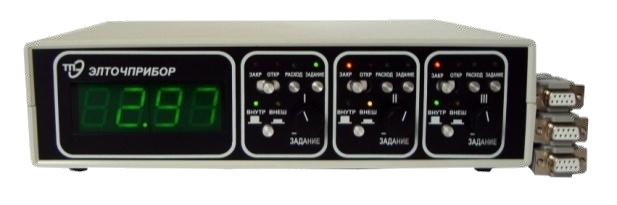 ЭЛТОЧПРИБОР
2.97
ЗАКР ОТКР РАСХОД ЗАДАНИЕ
I
ВНУТР ВНЕШ
ЗАДАНИЕ
ЗАКР ОТКР РАСХОД ЗАДАНИЕ
II
ВНУТР ВНЕШ
ЗАДАНИЕ
ЗАКР ОТКР РАСХОД ЗАДАНИЕ
III
ВНУТР ВНЕШ
ЗАДАНИЕ